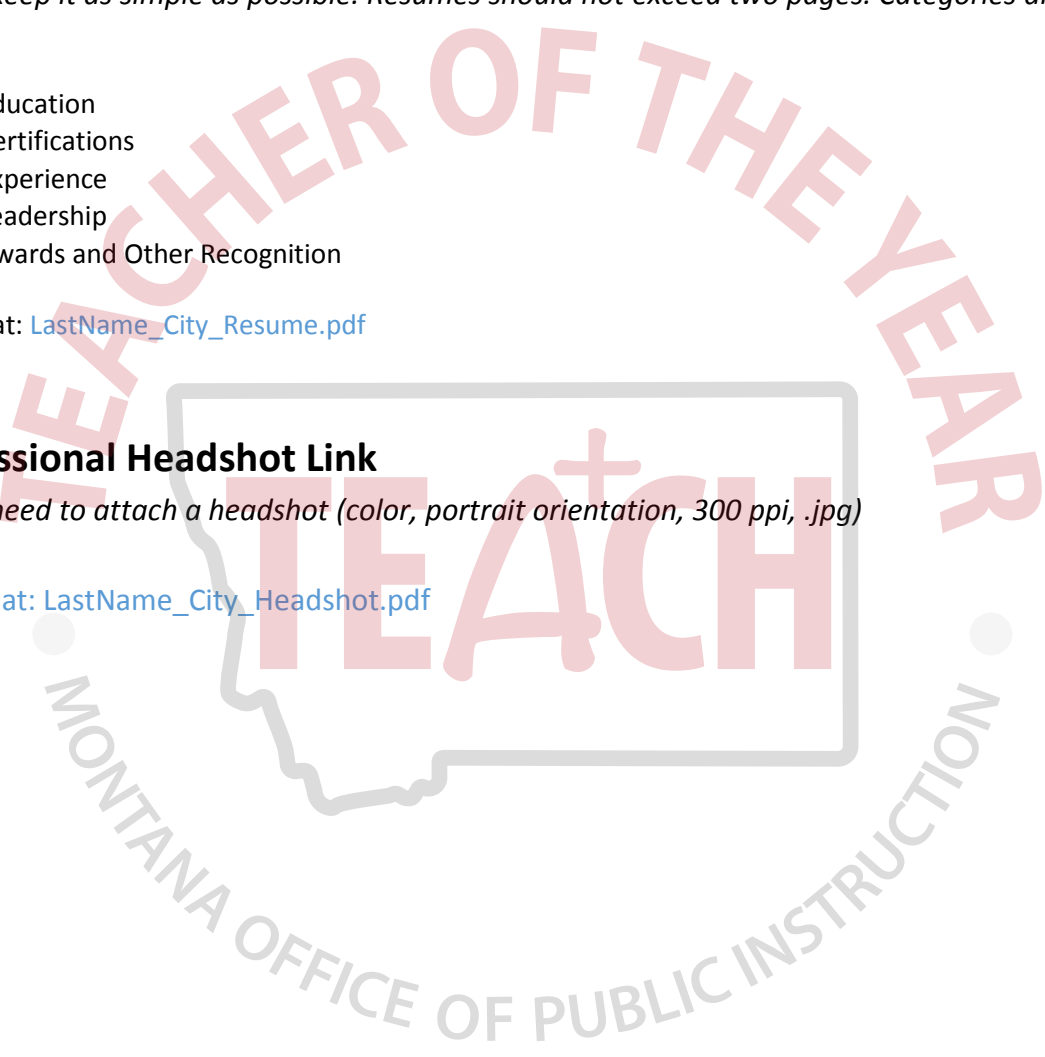 keep it as simple as possible. Resumes should not exceed two pages. Categories
ducation
ertifications
xperience
eadership
wards and Other Recognition
at: LastName_City_Resume.pdf
ssional Headshot Link
need to attach a headshot (color, portrait orientation, 300 ppi, .jpg)
at: LastName_City_Headshot.pdf
TEACHER OF THE YEAR
TEACH
MONTANA OFFICE OF PUBLIC INSTRUCTION